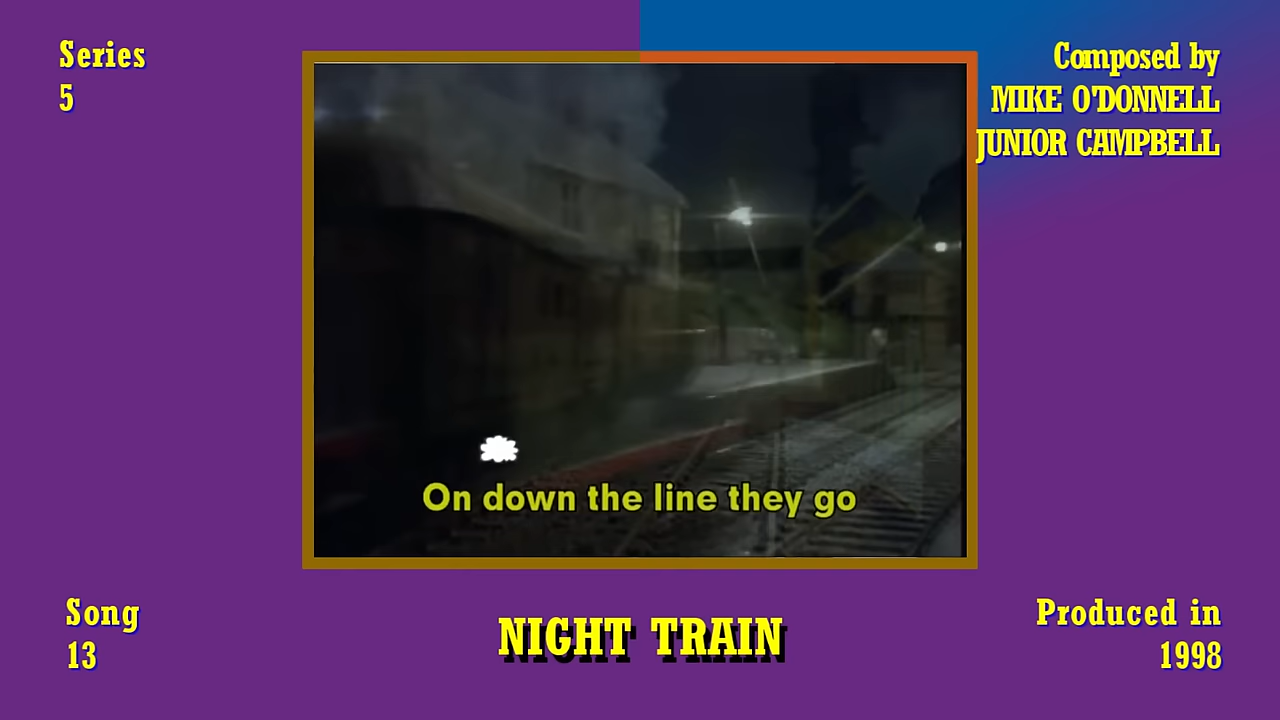 Series
5
Composed by
MIKE O'DONNELL
JUNIOR CAMPBELL
On down the line they go
Song
13
NIGHT TRAIN
Produced in
1998